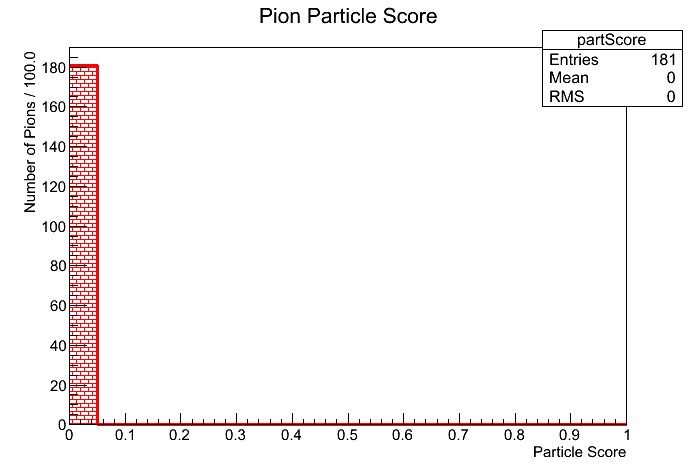 Pion Particle Score
partScore
Entries 181
Mean 0
RMS 0
Number of Pions / 100.0
180
160
140
120
100
80
60
40
20
0
0 0.1 0.2 0.3 0.4 0.5 0.6 0.7 0.8 0.9 1
Particle Score